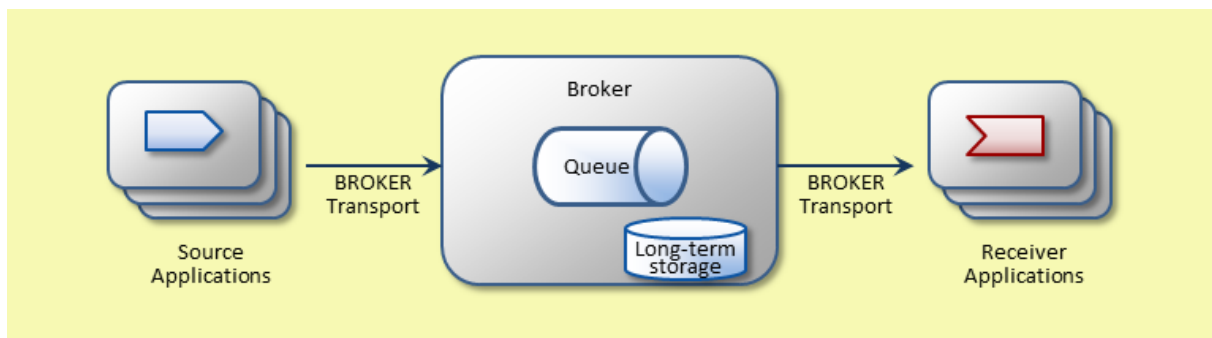 Broker
Queue
BROKER
Transport
BROKER
Transport
Long-term
storage
Source
Applications
Receiver
Applications